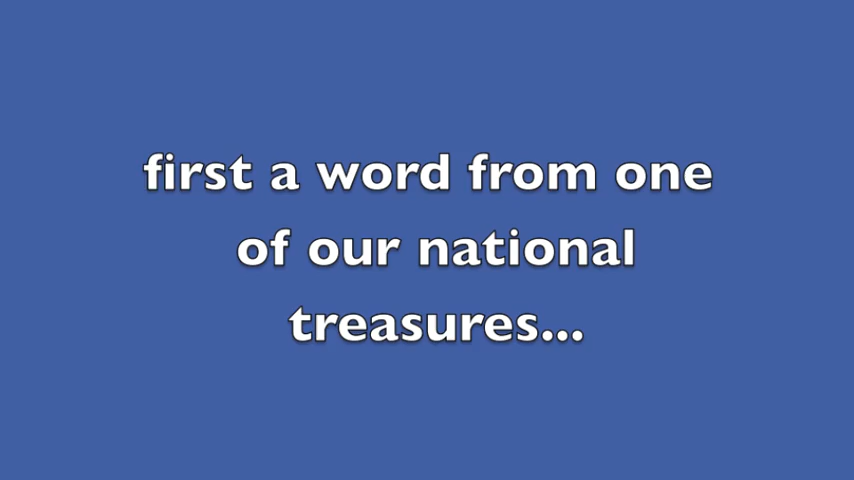 first a word from one
of our national
treasures...